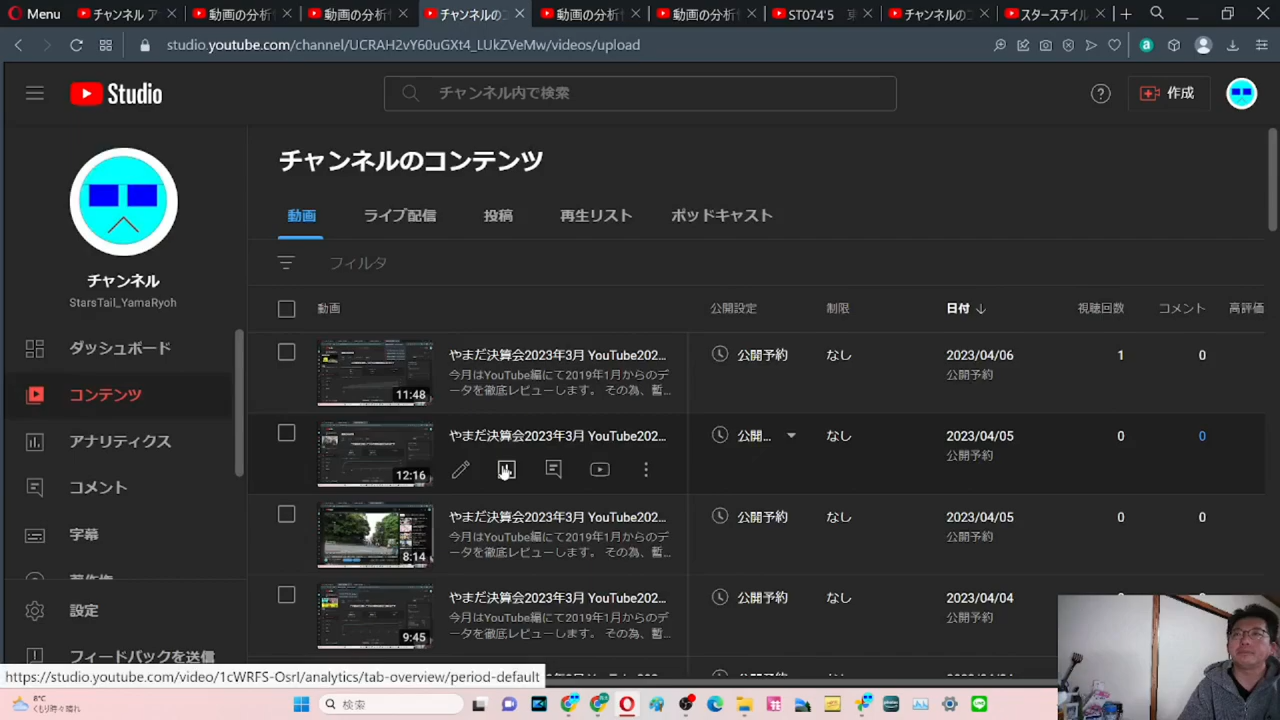 Menu
チャンネル ア
動画の分析
動画の分析
チャンネルのコ
動画の分析
動画の分析
ST074'5
チャンネルのコ
スターステイル
studio.youtube.com/channel/UCRAH2vY60uGXt4_LUkZVeMw/videos/upload
Studio
チャンネル内で検索
作成
チャンネル
StarsTail_YamaRyoh
ダッシュボード
コンテンツ
アナリティクス
コメント
字幕
設定
フィードバックを送信
チャンネルのコンテンツ
動画 ライブ配信 投稿 再生リスト ポッドキャスト
フィルタ
動画 公開設定 制限 日付 視聴回数 コメント 高評価
11:48
やまだ決算会2023年3月 YouTube202...
今月はYouTube編にて2019年1月からのデ
ータを徹底レビューします。 その為、暫...
公開予約 なし 2023/04/06 1 0
公開予約
12:16
やまだ決算会2023年3月 YouTube202...
公開... なし 2023/04/05 0 0
公開予約
8:14
やまだ決算会2023年3月 YouTube202...
今月はYouTube編にて2019年1月からのデ
ータを徹底レビューします。 その為、暫...
公開予約 なし 2023/04/05 0 0
公開予約
9:45
やまだ決算会2023年3月 YouTube202...
今月はYouTube編にて2019年1月からのデ
ータを徹底レビューします。 その為、暫...
公開予約 なし 2023/04/04
公開予約
https://studio.youtube.com/video/1cWRFS-OsrI/analytics/tab-overview/period-default
8℃
くもり時々晴れ
検索